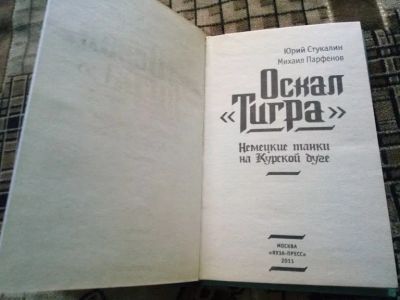 Юрий Стукалин
Михаил Парфенов
Оскал
«Тигра»
Немецкие танки
на Курской дуге
МОСКВА
«ЯУЗА-ПРЕСС»
2011